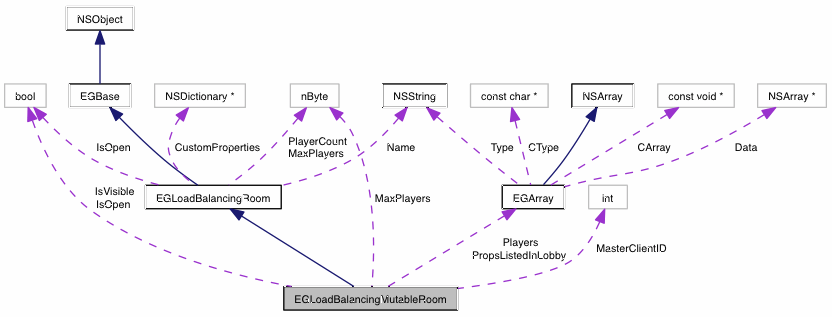 NSObject
bool
EGBase
NSDictionary *
nByte
NSString
const char *
NSArray
const void *
NSArray *
IsOpen
CustomProperties
PlayerCount
MaxPlayers
Name
Type
CType
CArray
Data
IsVisible
IsOpen
EGLoadBalancingRoom
MaxPlayers
EGArray
int
Players
PropsListedInLobby
MasterClientID
EGLoadBalancingMutableRoom